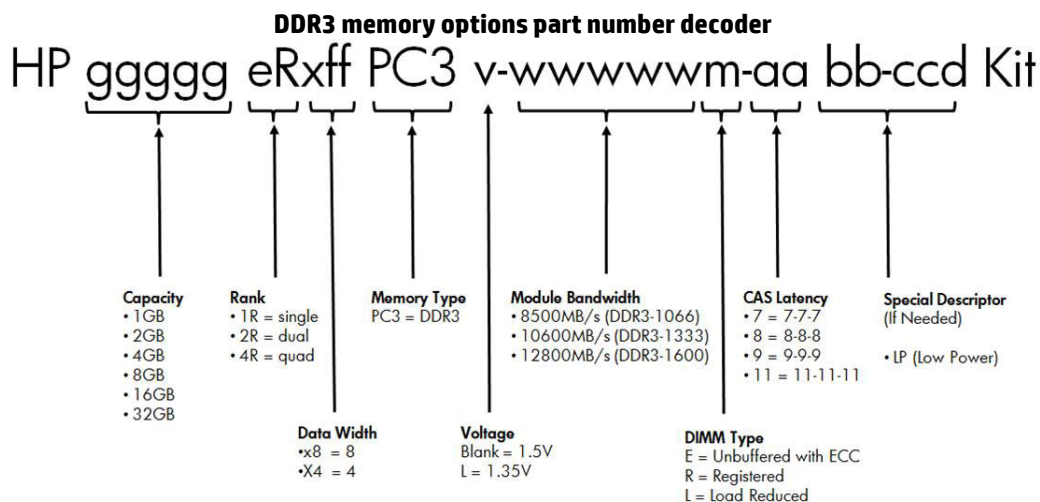 DDR3 memory options part number decoder
HP ggggg eRxff PC3 v-wwwwwm-aa bb-ccd Kit
Capacity
• 1GB
• 2GB
• 4GB
• 8GB
• 16GB
• 32GB
Rank
• 1R = single
• 2R = dual
• 4R = quad
Memory Type
PC3 = DDR3
Module Bandwidth
• 8500MB/s (DDR3-1066)
• 10600MB/s (DDR3-1333)
• 12800MB/s (DDR3-1600)
CAS Latency
• 7 = 7-7-7
• 8 = 8-8-8
• 9 = 9-9-9
• 11 = 11-11-11
Special Descriptor
(If Needed)
• LP (Low Power)
Data Width
•x8 = 8
•X4 = 4
Voltage
Blank = 1.5V
L = 1.35V
DIMM Type
E = Unbuffered with ECC
R = Registered
L = Load Reduced